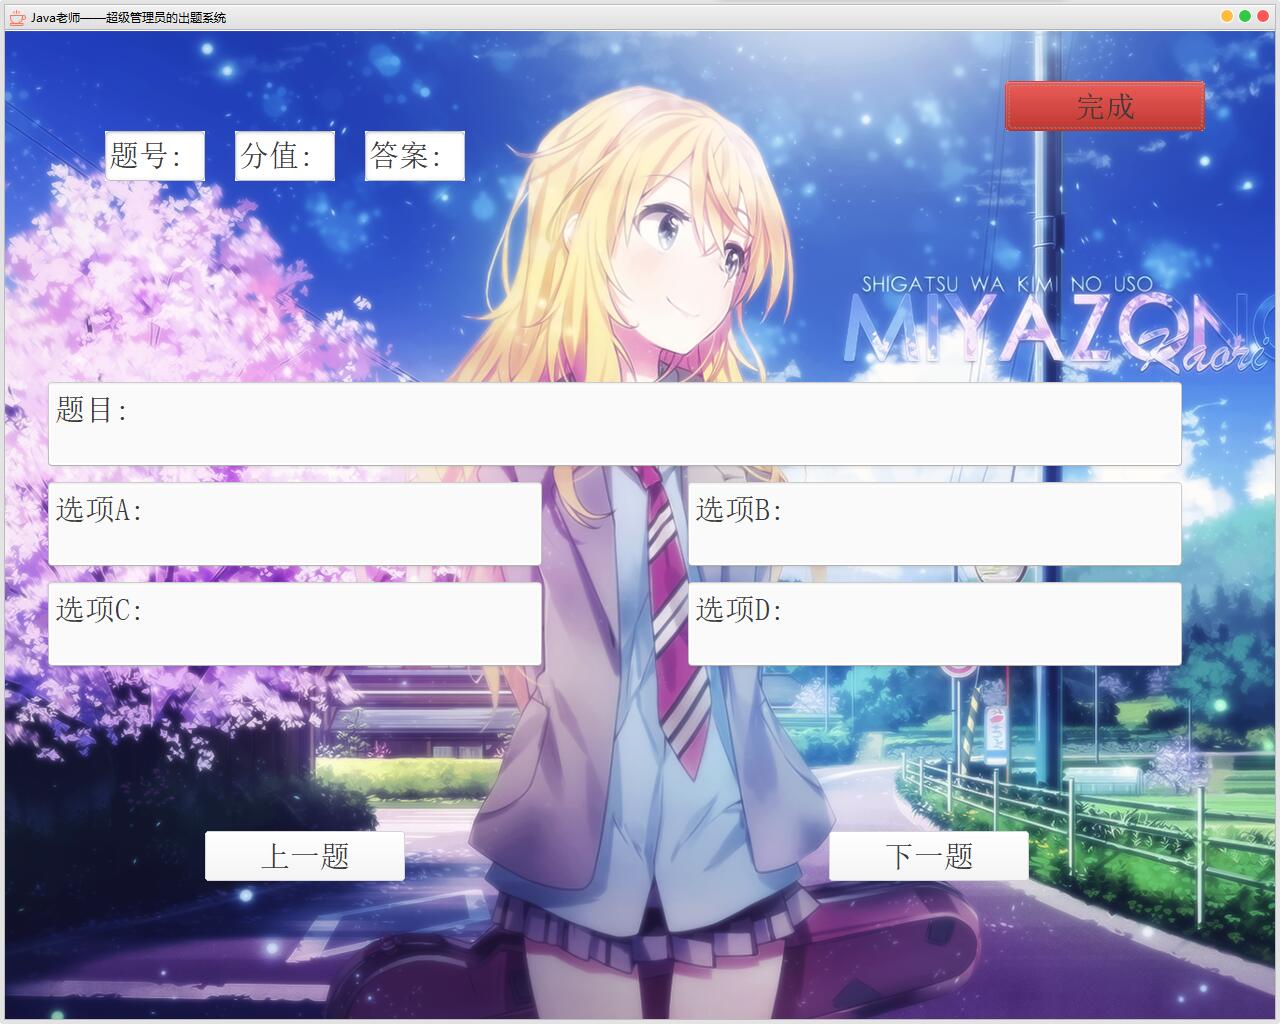 Java老师——超级管理员的出题系统
完成
题号:
分值:
答案:
SHIGATSU WA KIMI NO USO
MIYAZONO
Kaori
题目:
选项A:
选项B:
选项C:
选项D:
上一题
下一题